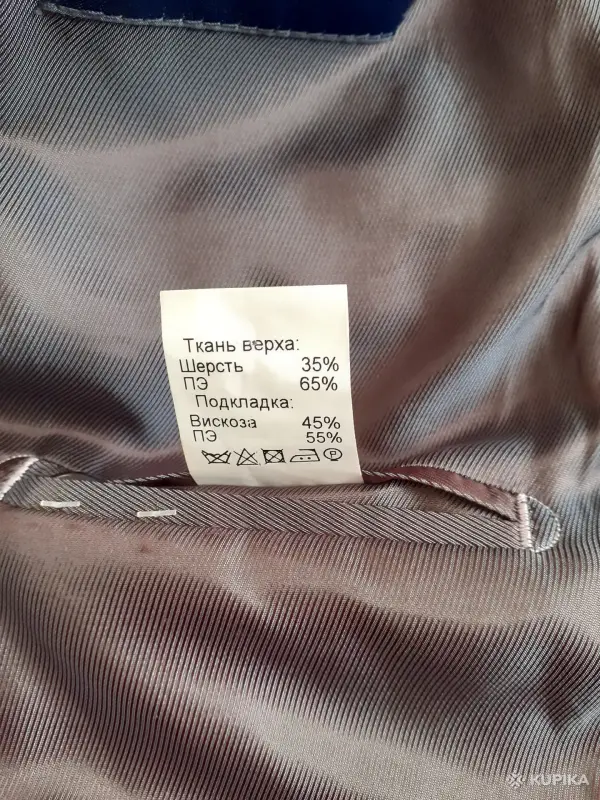 Ткань верха:
Шерсть 35%
ПЭ 65%
Подкладка:
Вискоза 45%
ПЭ 55%
P
KUPIKA